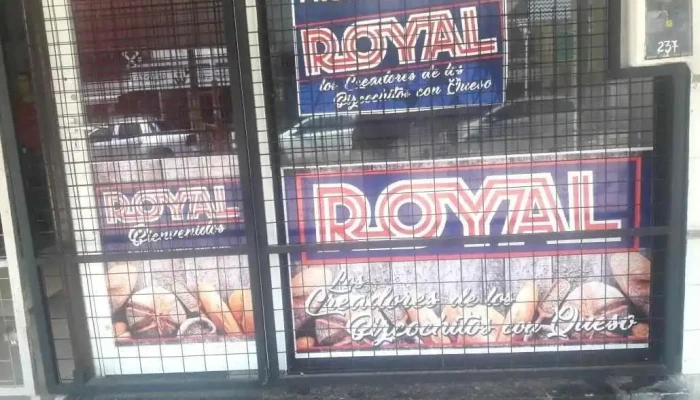 ROYAL
Los Creadores de los
Bizcochitos con Queso
237
ROYAL
Bienvenidos
ROYAL
Los
Creadores de los
Bizcochitos con Queso